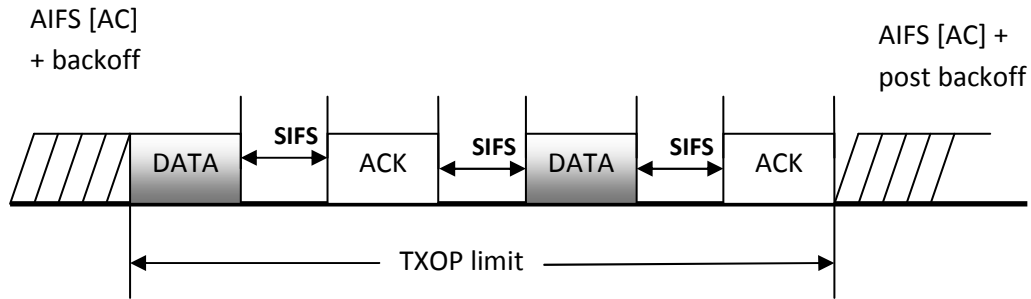 AIFS [AC]
+ backoff
AIFS [AC] +
post backoff
SIFS
SIFS
SIFS
DATA
ACK
DATA
ACK
TXOP limit